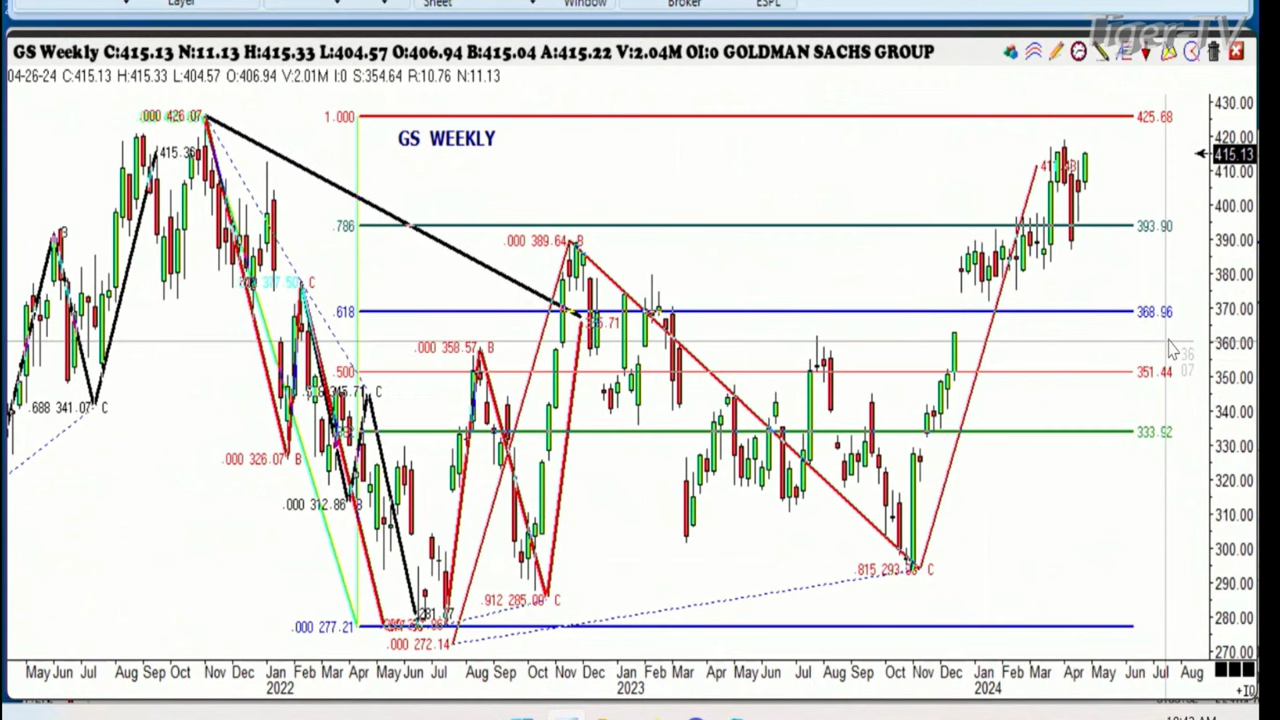 Layer
Sheet
Window
Broker
ESPL
Tiger-TV
GS Weekly C:415.13 N:11.13 H:415.33 L:404.57 O:406.94 B:415.04 A:415.22 V:2.04M OI:0 GOLDMAN SACHS GROUP
04-26-24 C:415.13 H:415.33 L:404.57 O:406.94 V:2.01M I:0 S:354.64 R:10.76 N:11.13
GS WEEKLY
.000 426.07
1.000
425.68
B
.786
393.90
.000 389.64 B
C
.618
368.96
.000 358.57 B
.500
351.44
.688 341.07 C
C
333.92
.000 326.07 B
.000 312.86 B
C
.912 285.00 C
.000 277.21
.000 272.14
430.00
420.00
415.13
410.00
400.00
390.00
380.00
370.00
360.00
350.00
340.00
330.00
320.00
310.00
300.00
290.00
280.00
270.00
May Jun Jul Aug Sep Oct Nov Dec Feb Mar Apr May Jun Jul Aug Sep Oct Nov Dec Jan Feb Mar Apr May Jun Jul Aug Sep Oct Nov Dec Jan Feb Mar Apr May Jun Jul Aug
2022 2023 2024
+10